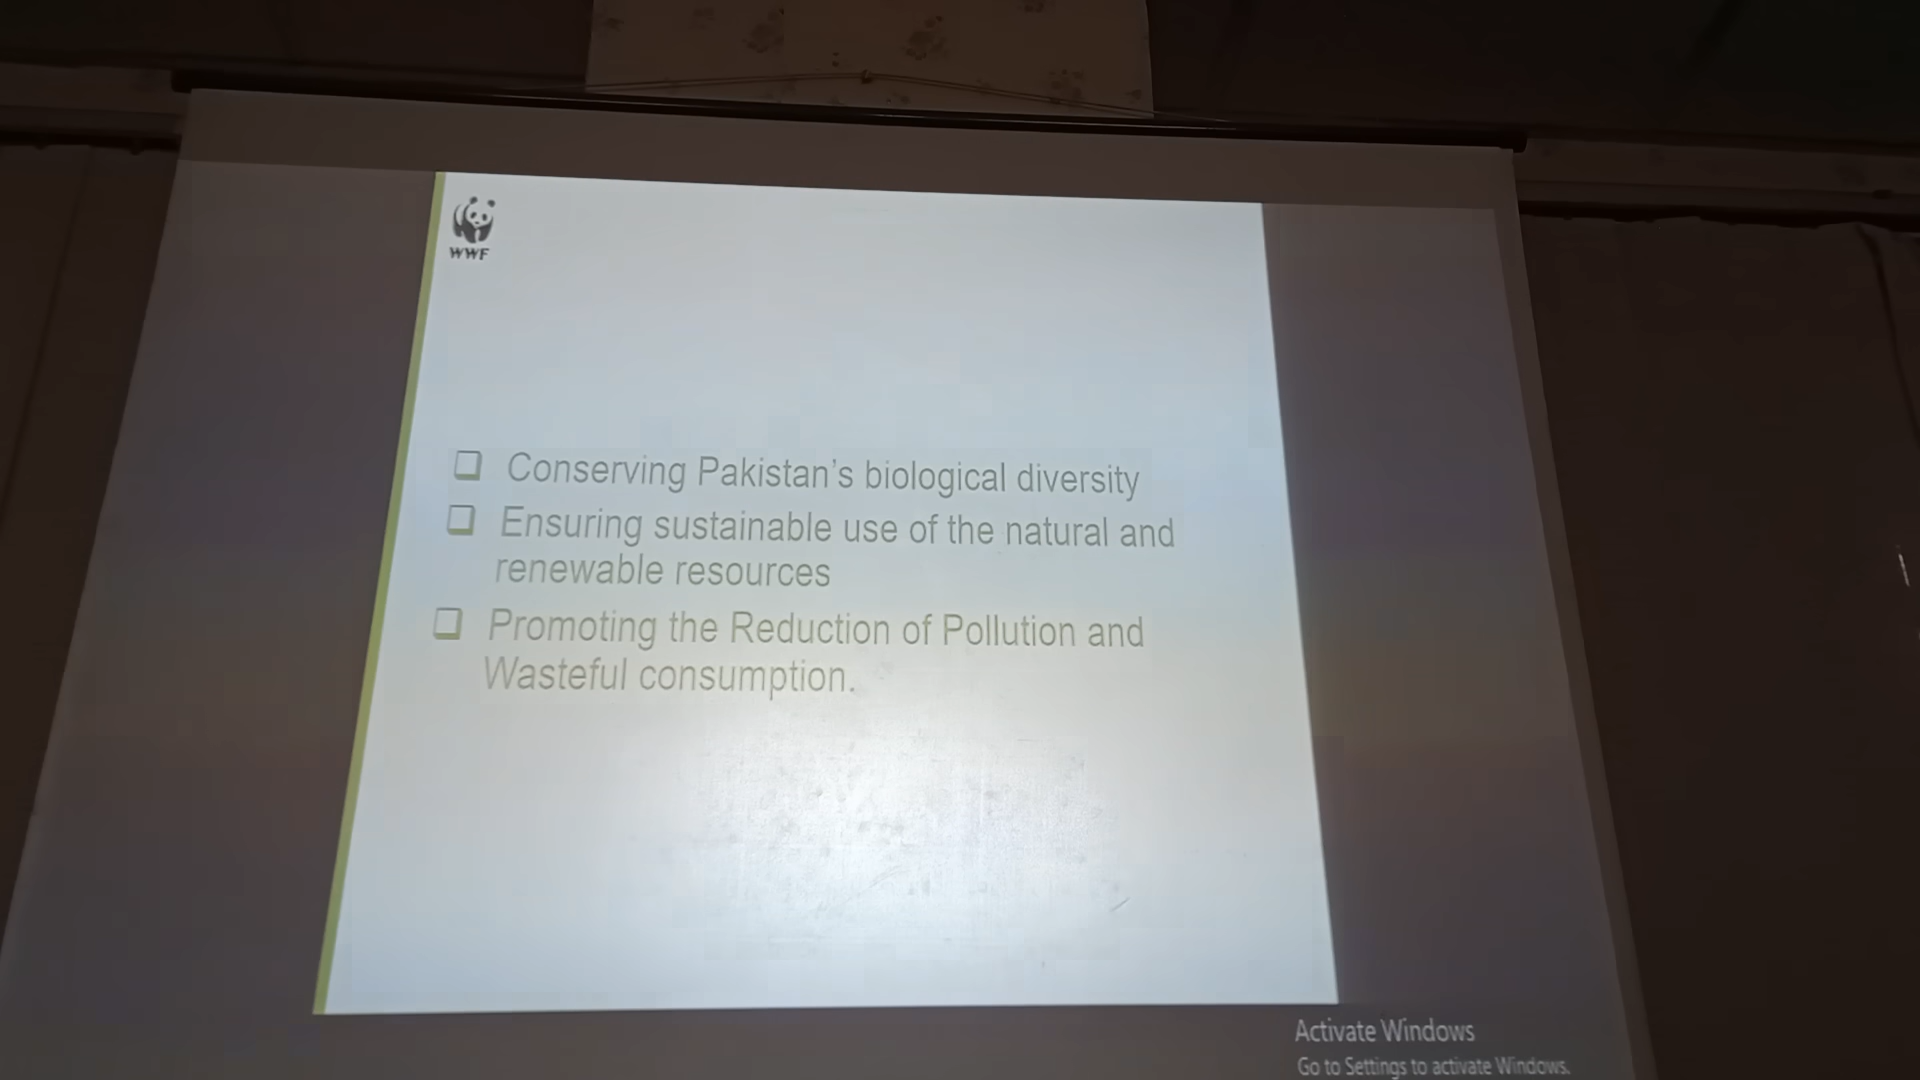 WWF
❑ Conserving Pakistan's biological diversity
❑ Ensuring sustainable use of the natural and
renewable resources
❑ Promoting the Reduction of Pollution and
Wasteful consumption.
Activate Windows
Go to Settings to activate Windows.